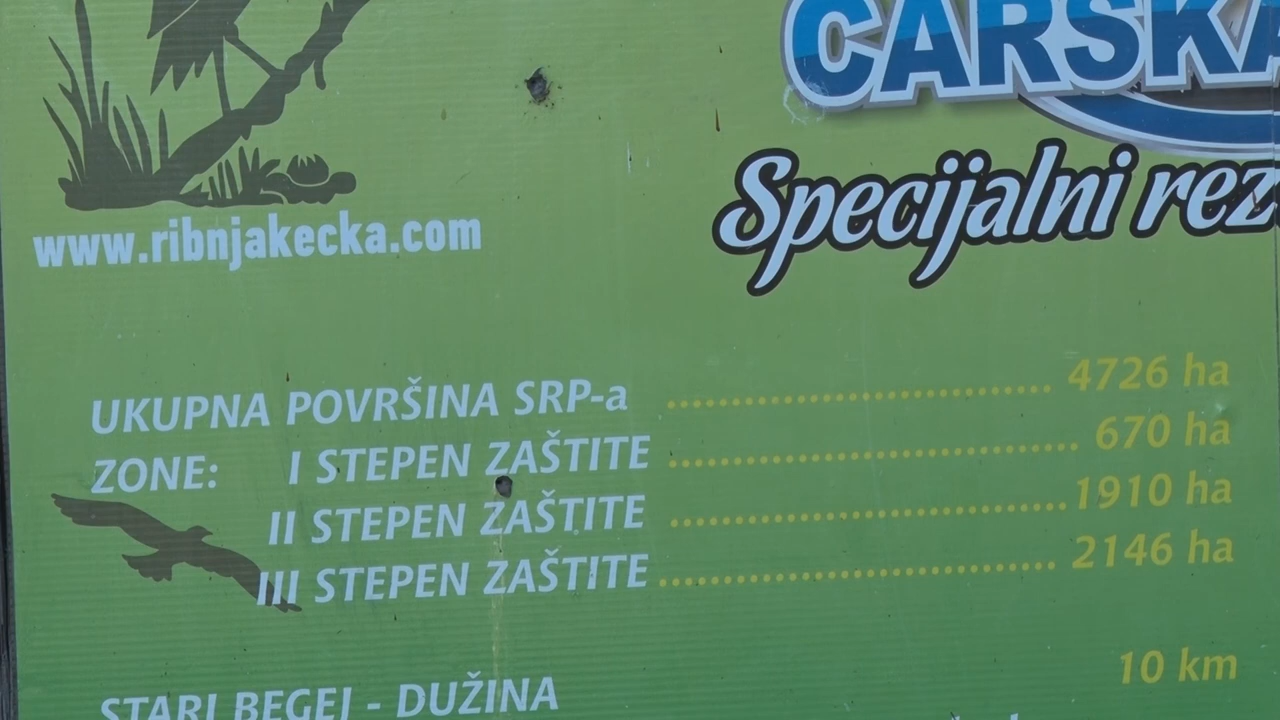 CARSKA
Specijalni rez
www.ribnjakecka.com
UKUPNA POVRŠINA SRP-a .......................................... 4726 ha
ZONE: I STEPEN ZAŠTITE ............................................. 670 ha
II STEPEN ZAŠTITE ............................................ 1910 ha
III STEPEN ZAŠTITE ............................................ 2146 ha
STARI BEGEJ - DUŽINA 10 km